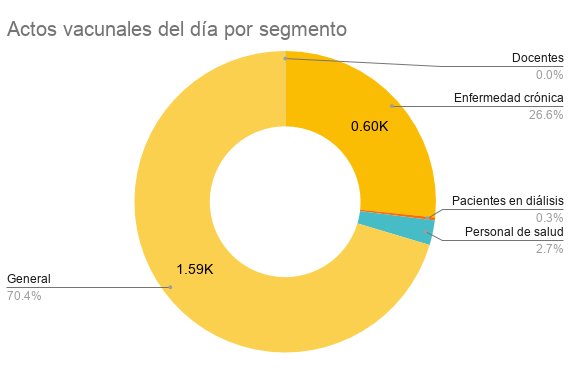 Actos vacunales del día por segmento
Docentes
0.0%
Enfermedad crónica
26.6%
0.60K
Pacientes en diálisis
0.3%
Personal de salud
2.7%
1.59K
General
70.4%